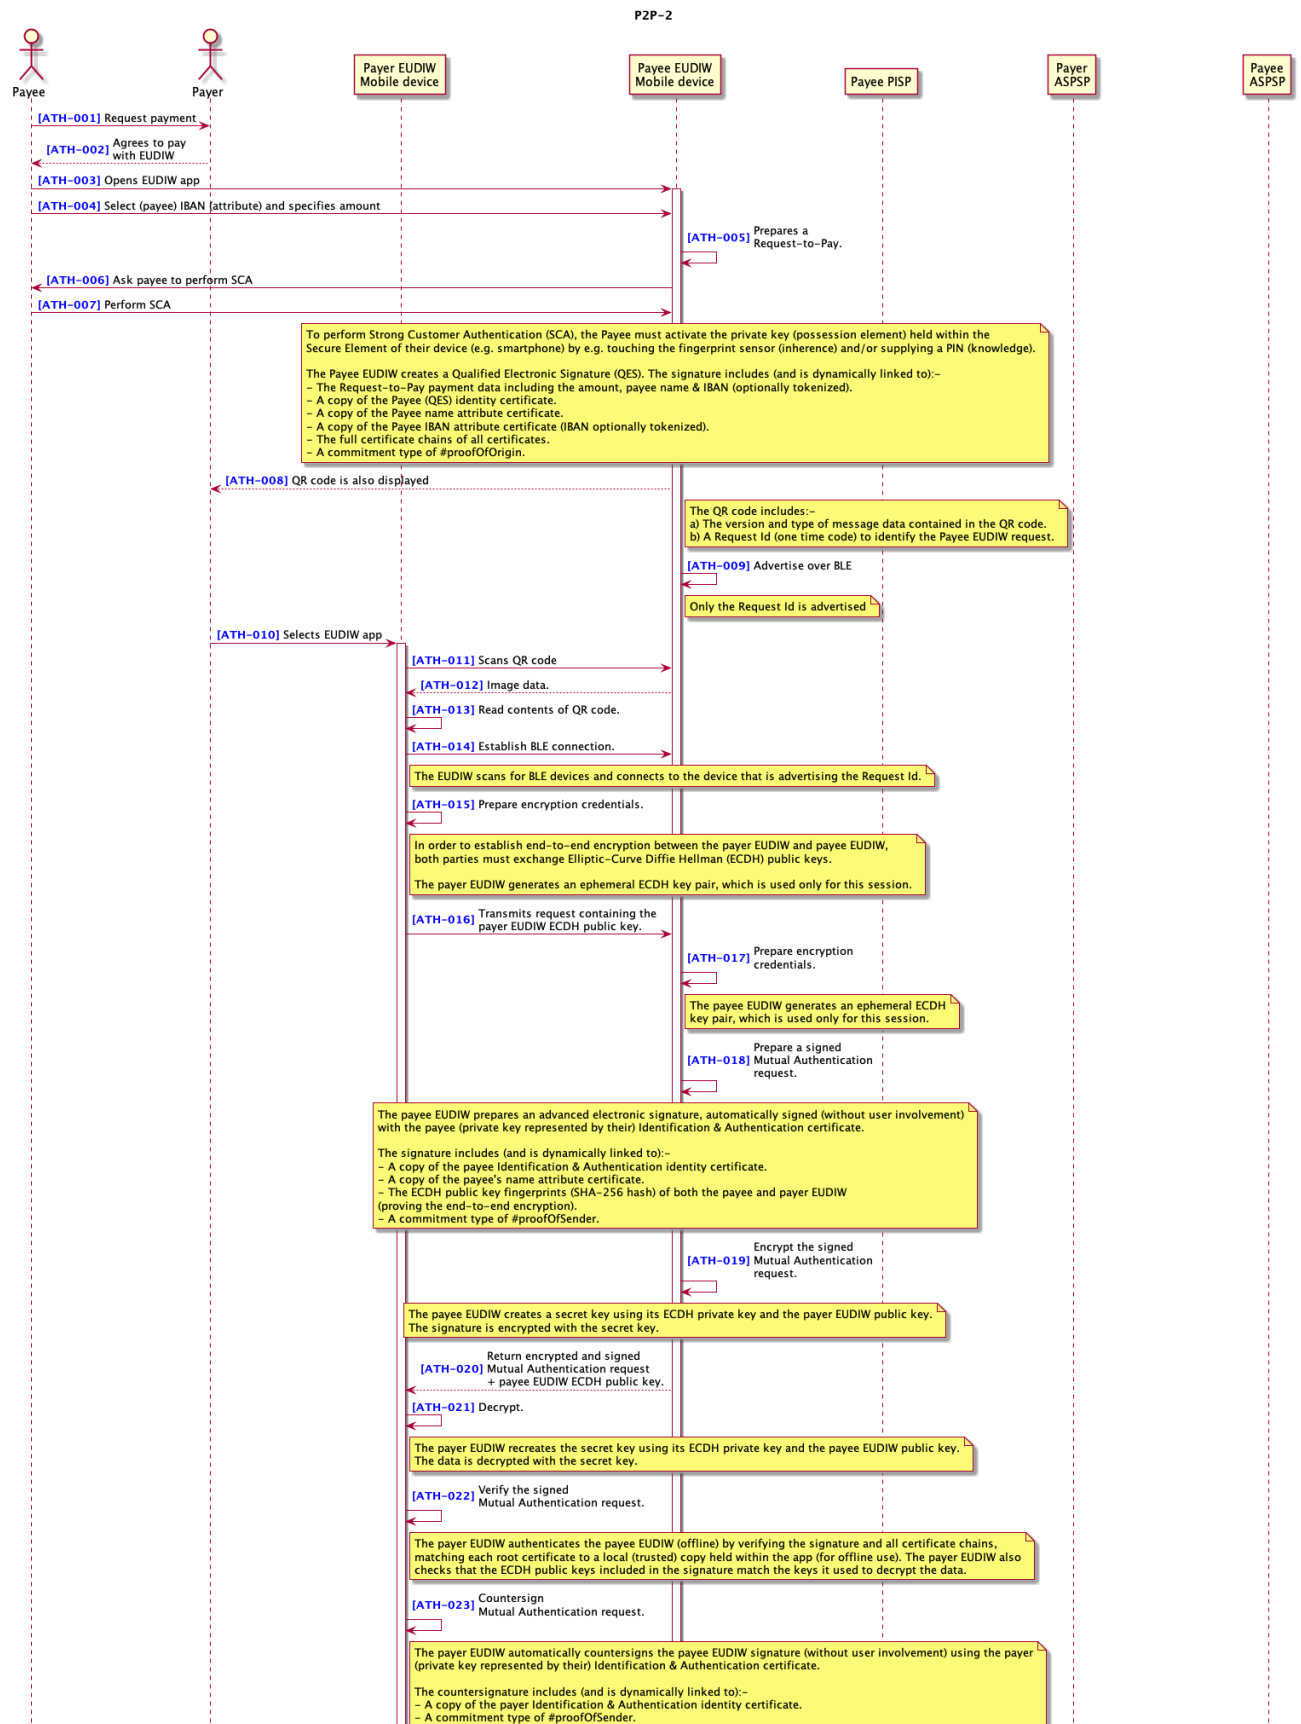 P2P-2
Payee
Payer
Payer EUDIW
Mobile device
Payee EUDIW
Mobile device
Payee PISP
Payer
ASPSP
Payee
ASPSP
[ATH-001] Request payment
[ATH-002] Agrees to pay
with EUDIW
[ATH-003] Opens EUDIW app
[ATH-004] Select (payee) IBAN (attribute) and specifies amount
[ATH-005] Prepares a
Request-to-Pay.
[ATH-006] Ask payee to perform SCA
[ATH-007] Perform SCA
To perform Strong Customer Authentication (SCA), the Payee must activate the private key (possession element) held within the
Secure Element of their device (e.g. smartphone) by e.g. touching the fingerprint sensor (inherence) and/or supplying a PIN (knowledge).
The Payee EUDIW creates a Qualified Electronic Signature (QES). The signature includes (and is dynamically linked to):-
- The Request-to-Pay payment data including the amount, payee name & IBAN (optionally tokenized).
- A copy of the Payee (QES) identity certificate.
- A copy of the Payee name attribute certificate.
- A copy of the Payee IBAN attribute certificate (IBAN optionally tokenized).
- The full certificate chains of all certificates.
- A commitment type of #proofOfOrigin.
[ATH-008] QR code is also displayed
The QR code includes:-
a) The version and type of message data contained in the QR code.
b) A Request Id (one time code) to identify the Payee EUDIW request.
[ATH-009] Advertise over BLE
Only the Request Id is advertised
[ATH-010] Selects EUDIW app
[ATH-011] Scans QR code
[ATH-012] Image data.
[ATH-013] Read contents of QR code.
[ATH-014] Establish BLE connection.
The EUDIW scans for BLE devices and connects to the device that is advertising the Request Id.
[ATH-015] Prepare encryption credentials.
In order to establish end-to-end encryption between the payer EUDIW and payee EUDIW,
both parties must exchange Elliptic-Curve Diffie Hellman (ECDH) public keys.
The payer EUDIW generates an ephemeral ECDH key pair, which is used only for this session.
[ATH-016] Transmits request containing the
payer EUDIW ECDH public key.
[ATH-017] Prepare encryption
credentials.
The payee EUDIW generates an ephemeral ECDH
key pair, which is used only for this session.
[ATH-018] Prepare a signed
Mutual Authentication
request.
The payee EUDIW prepares an advanced electronic signature, automatically signed (without user involvement)
with the payee (private key represented by their) Identification & Authentication certificate.
The signature includes (and is dynamically linked to):-
- A copy of the payee Identification & Authentication identity certificate.
- A copy of the payee's name attribute certificate.
- The ECDH public key fingerprints (SHA-256 hash) of both the payee and payer EUDIW
(proving the end-to-end encryption).
- A commitment type of #proofOfSender.
[ATH-019] Encrypt the signed
Mutual Authentication
request.
The payee EUDIW creates a secret key using its ECDH private key and the payer EUDIW public key.
The signature is encrypted with the secret key.
[ATH-020] Return encrypted and signed
Mutual Authentication request
+ payee EUDIW ECDH public key.
[ATH-021] Decrypt.
The payer EUDIW recreates the secret key using its ECDH private key and the payee EUDIW public key.
The data is decrypted with the secret key.
[ATH-022] Verify the signed
Mutual Authentication request.
The payer EUDIW authenticates the payee EUDIW (offline) by verifying the signature and all certificate chains,
matching each root certificate to a local (trusted) copy held within the app (for offline use). The payer EUDIW also
checks that the ECDH public keys included in the signature match the keys it used to decrypt the data.
[ATH-023] Countersign
Mutual Authentication request.
The payer EUDIW automatically countersigns the payee EUDIW signature (without user involvement) using the payer
(private key represented by their) Identification & Authentication certificate.
The countersignature includes (and is dynamically linked to):-
- A copy of the payer Identification & Authentication identity certificate.
- A commitment type of #proofOfSender.